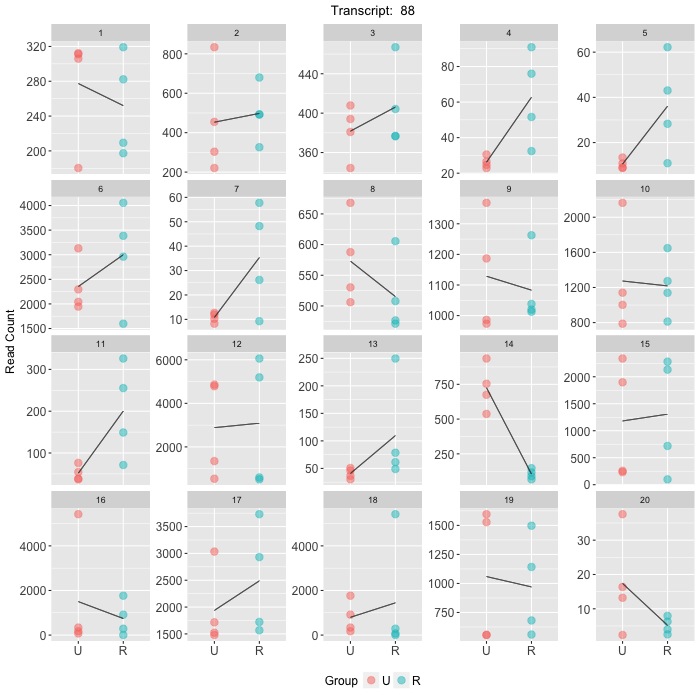 Transcript: 88
1 2 3 4 5
320 280 240 200
800 600 400 200
440 400 360
80 60 40 20
60 40 20
6 7 8 9 10
4000 3500 3000 2500 2000 1500
60 50 40 30 20 10
650 600 550 500
1300 1200 1100 1000
2000 1600 1200 800
Read Count
11 12 13 14 15
300 200 100
6000 4000 2000
250 200 150 100 50
750 500 250
2000 1500 1000 500 0
16 17 18 19 20
4000 2000 0
3500 3000 2500 2000 1500
4000 2000 0
1500 1250 1000 750
30 20 10
U R U R U R U R U R
Group U R